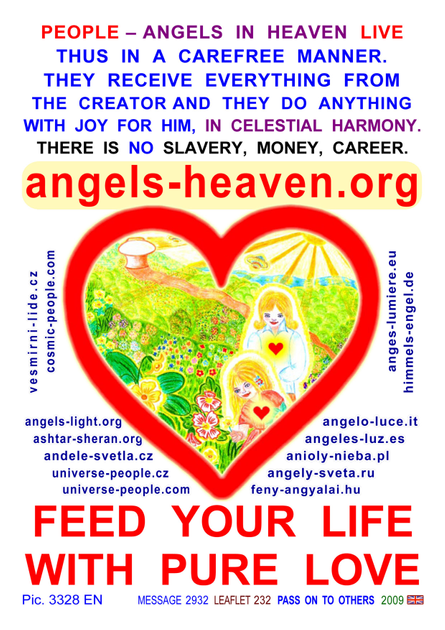 PEOPLE – ANGELS IN HEAVEN LIVE
THUS IN A CAREFREE MANNER.
THEY RECEIVE EVERYTHING FROM
THE CREATOR AND THEY DO ANYTHING
WITH JOY FOR HIM, IN CELESTIAL HARMONY.
THERE IS NO SLAVERY, MONEY, CAREER.
angels-heaven.org
vesmirni-lide.cz
cosmic-people.com
anges-lumiere.eu
himmels-engel.de
angels-light.org
ashtar-sheran.org
andele-svetla.cz
universe-people.cz
universe-people.com
angelo-luce.it
angeles-luz.es
anioly-nieba.pl
angely-sveta.ru
feny-angyalai.hu
FEED YOUR LIFE
WITH PURE LOVE
Pic. 3328 EN MESSAGE 2932 LEAFLET 232 PASS ON TO OTHERS 2009